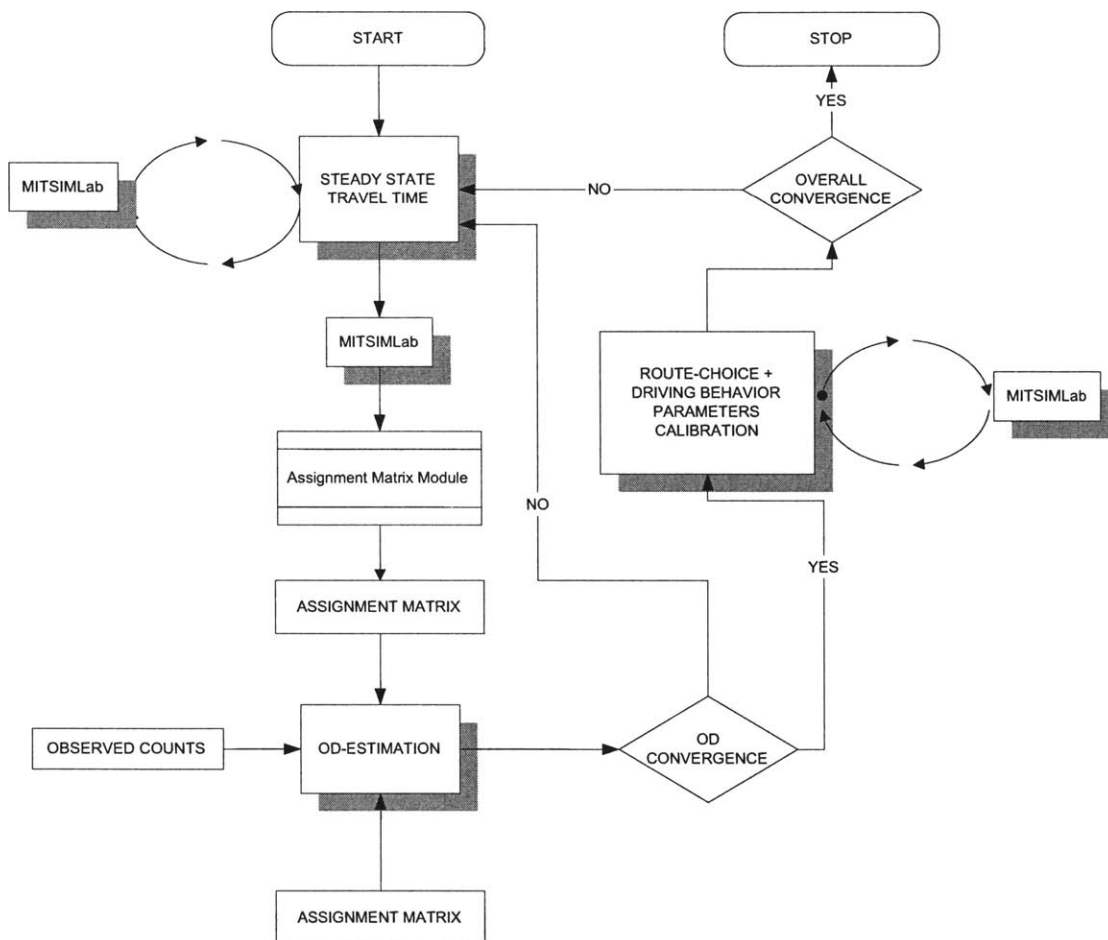 START
STOP
YES
MITSIMLab
STEADY STATE
TRAVEL TIME
NO
OVERALL
CONVERGENCE
MITSIMLab
ROUTE-CHOICE +
DRIVING BEHAVIOR
PARAMETERS
CALIBRATION
MITSIMLab
Assignment Matrix Module
NO
YES
ASSIGNMENT MATRIX
OBSERVED COUNTS
OD-ESTIMATION
OD
CONVERGENCE
ASSIGNMENT MATRIX